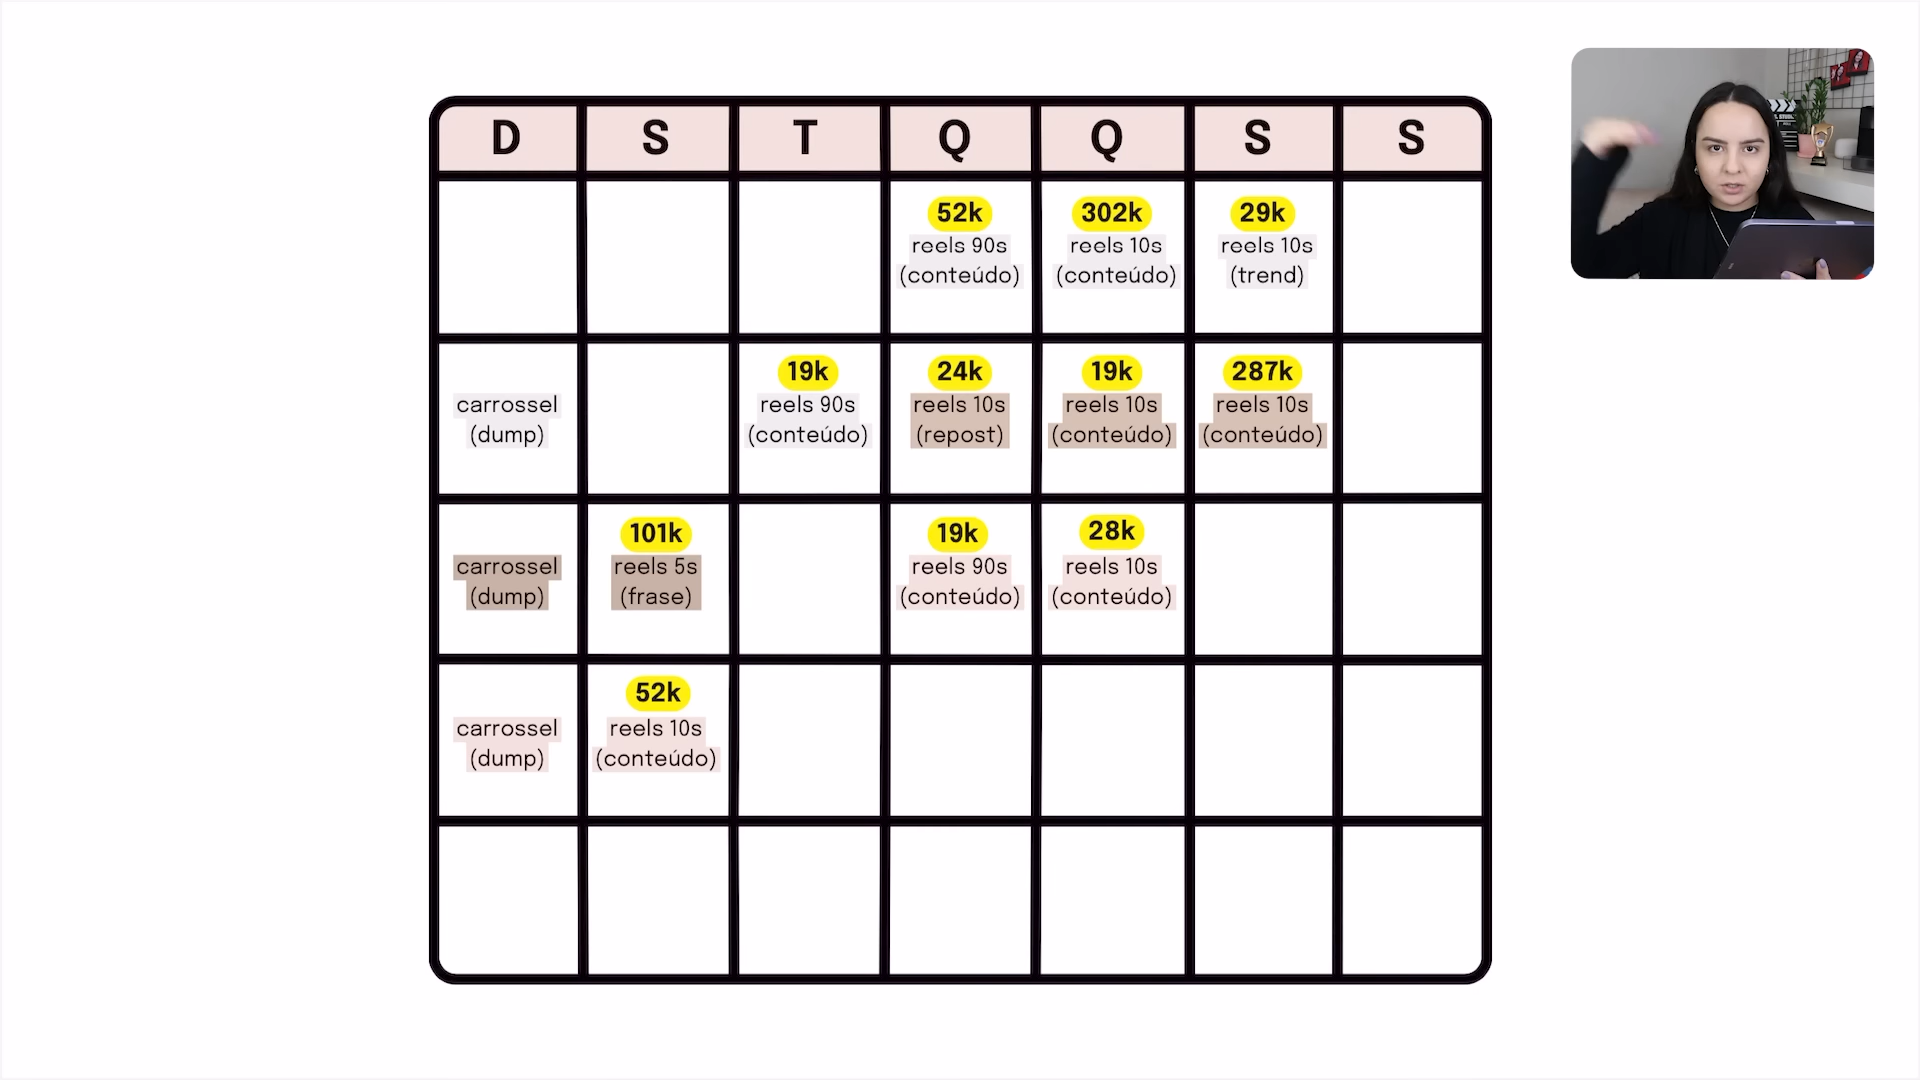 D S T Q Q S S
52k
reels 90s
(conteúdo)
302k
reels 10s
(conteúdo)
29k
reels 10s
(trend)
carrossel
(dump)
19k
reels 90s
(conteúdo)
24k
reels 10s
(repost)
19k
reels 10s
(conteúdo)
287k
reels 10s
(conteúdo)
carrossel
(dump)
101k
reels 5s
(frase)
19k
reels 90s
(conteúdo)
28k
reels 10s
(conteúdo)
carrossel
(dump)
52k
reels 10s
(conteúdo)